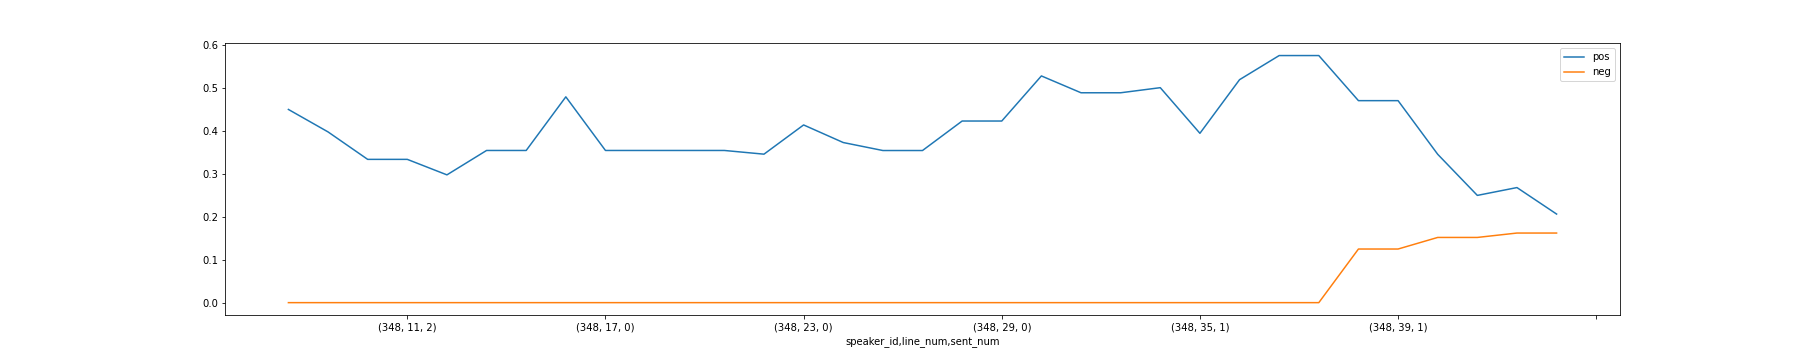 0.6
0.5
0.4
0.3
0.2
0.1
0.0
pos
neg
(348, 11, 2) (348, 17, 0) (348, 23, 0) (348, 29, 0) (348, 35, 1) (348, 39, 1)
speaker_id,line_num,sent_num